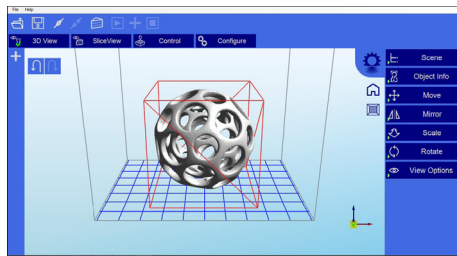 File Help
3D View SliceView Control Configure
Scene
Object Info
Move
Mirror
Scale
Rotate
View Options